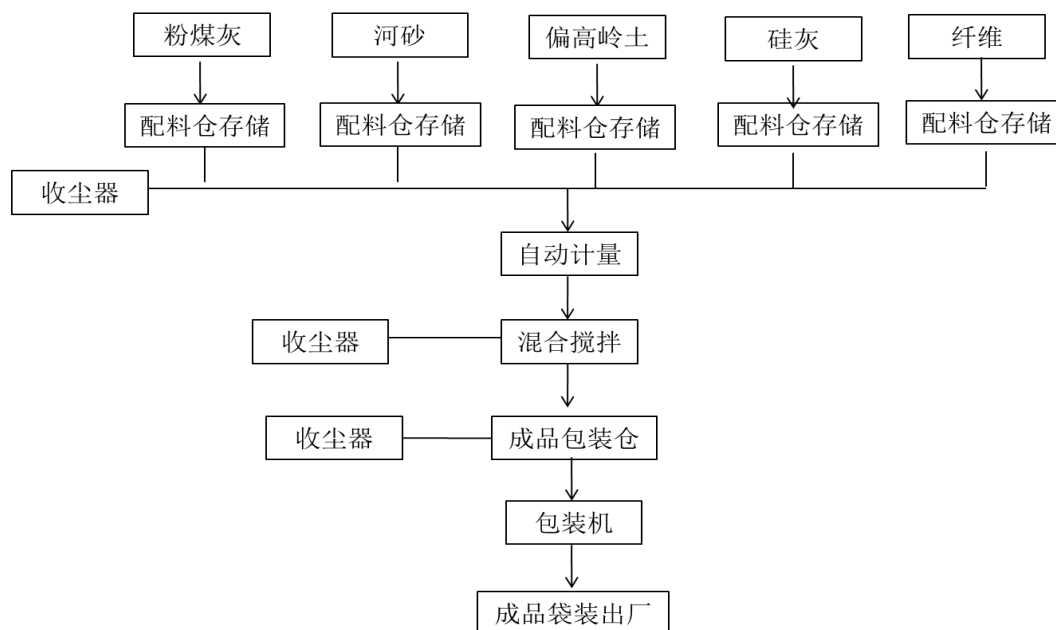 粉煤灰
河砂
偏高岭土
硅灰
纤维
配料仓存储
配料仓存储
配料仓存储
配料仓存储
配料仓存储
收尘器
自动计量
收尘器
混合搅拌
收尘器
成品包装仓
包装机
成品袋装出厂